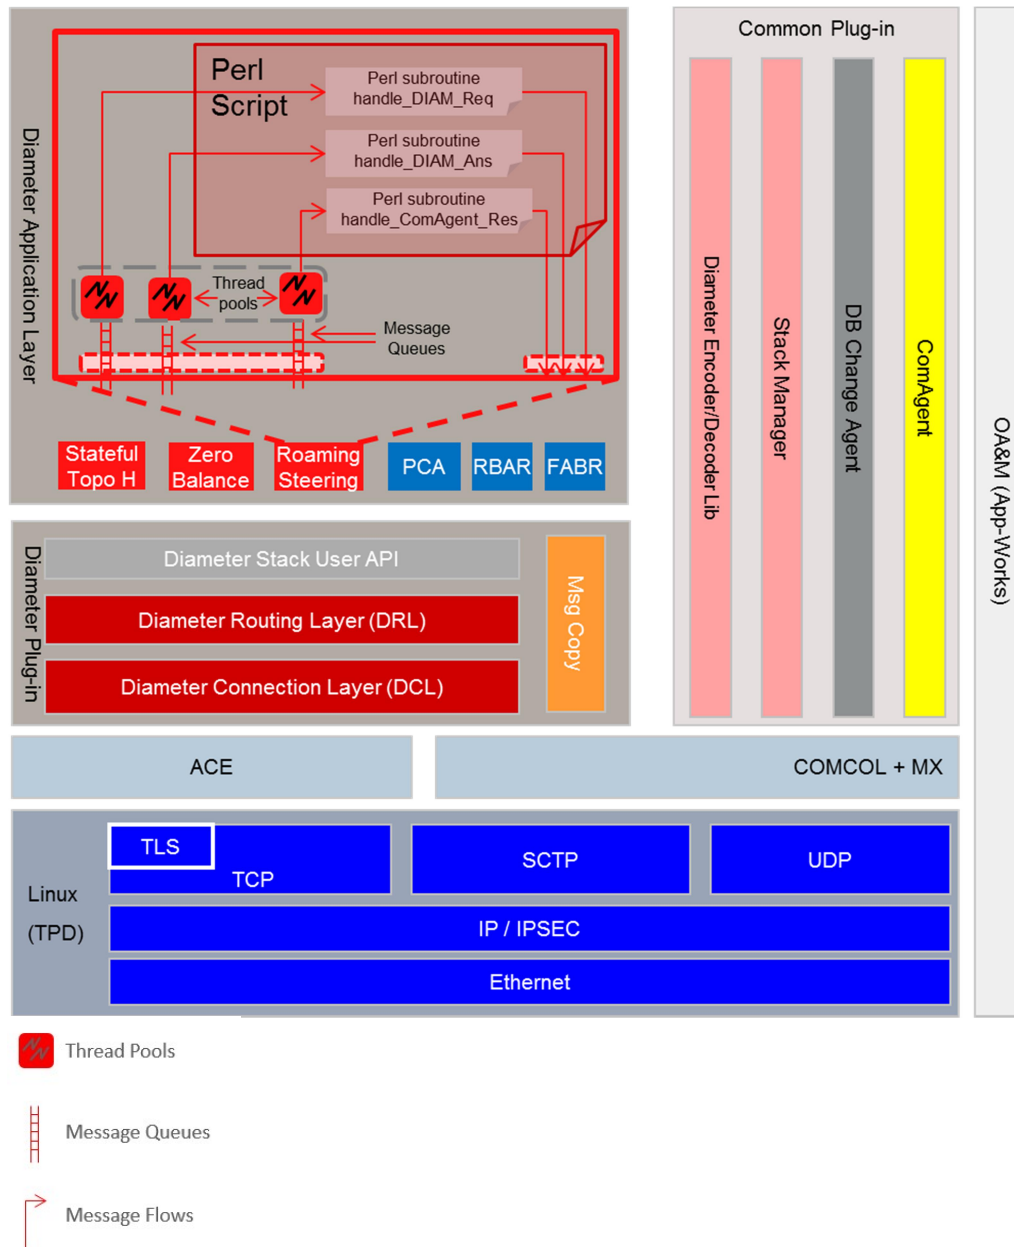 Common Plug-in
Perl
Script
Perl subroutine
handle_DIAM_Req
Perl subroutine
handle_DIAM_Ans
Perl subroutine
handle_ComAgent_Res
Thread
pools
Message
Queues
Diameter Application Layer
Stateful
Topo H
Zero
Balance
Roaming
Steering
PCA
RBAR
FABR
Diameter Encoder/Decoder Lib
Stack Manager
DB Change Agent
ComAgent
OA&M (App-Works)
Diameter Plug-in
Diameter Stack User API
Diameter Routing Layer (DRL)
Diameter Connection Layer (DCL)
Msg Copy
ACE
COMCOL + MX
Linux
(TPD)
TLS
TCP
SCTP
UDP
IP / IPSEC
Ethernet
Thread Pools
Message Queues
Message Flows